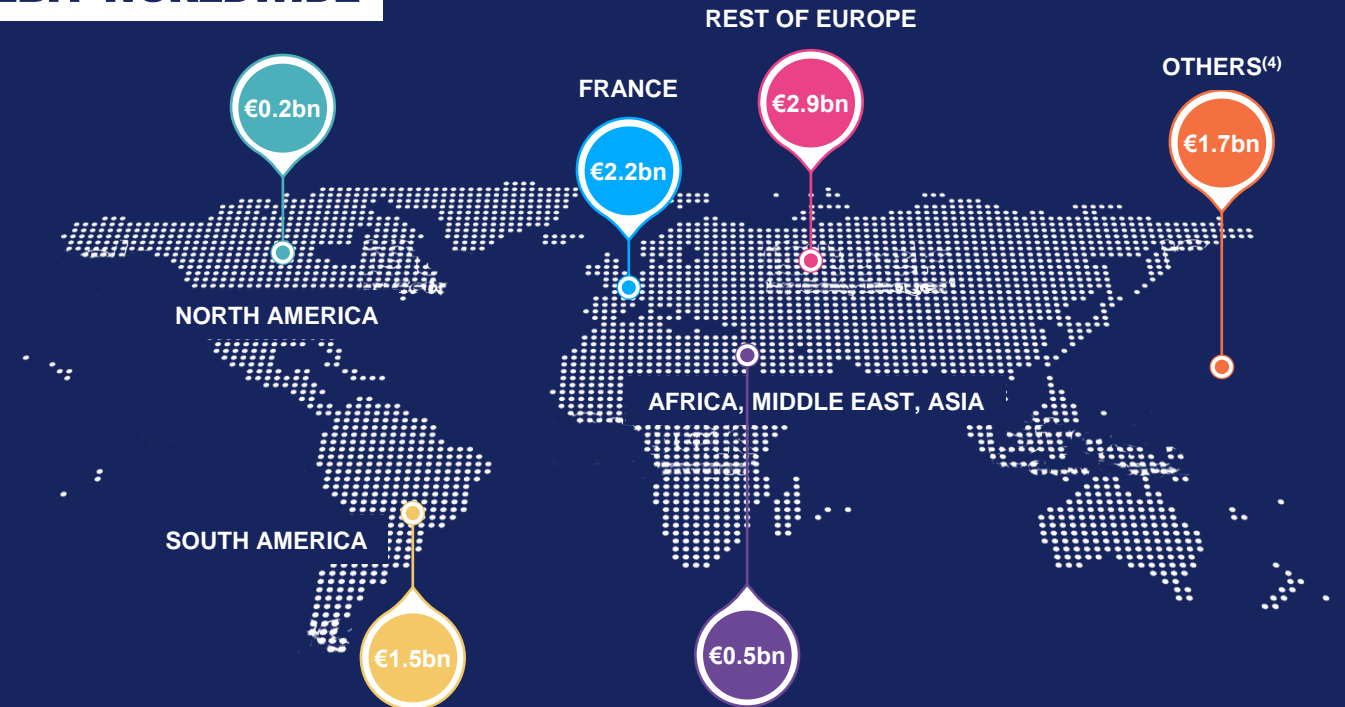 WORLDWIDE
REST OF EUROPE
OTHERS(4)
FRANCE
€0.2bn
€2.9bn
€1.7bn
€2.2bn
NORTH AMERICA
AFRICA, MIDDLE EAST, ASIA
SOUTH AMERICA
€1.5bn
€0.5bn